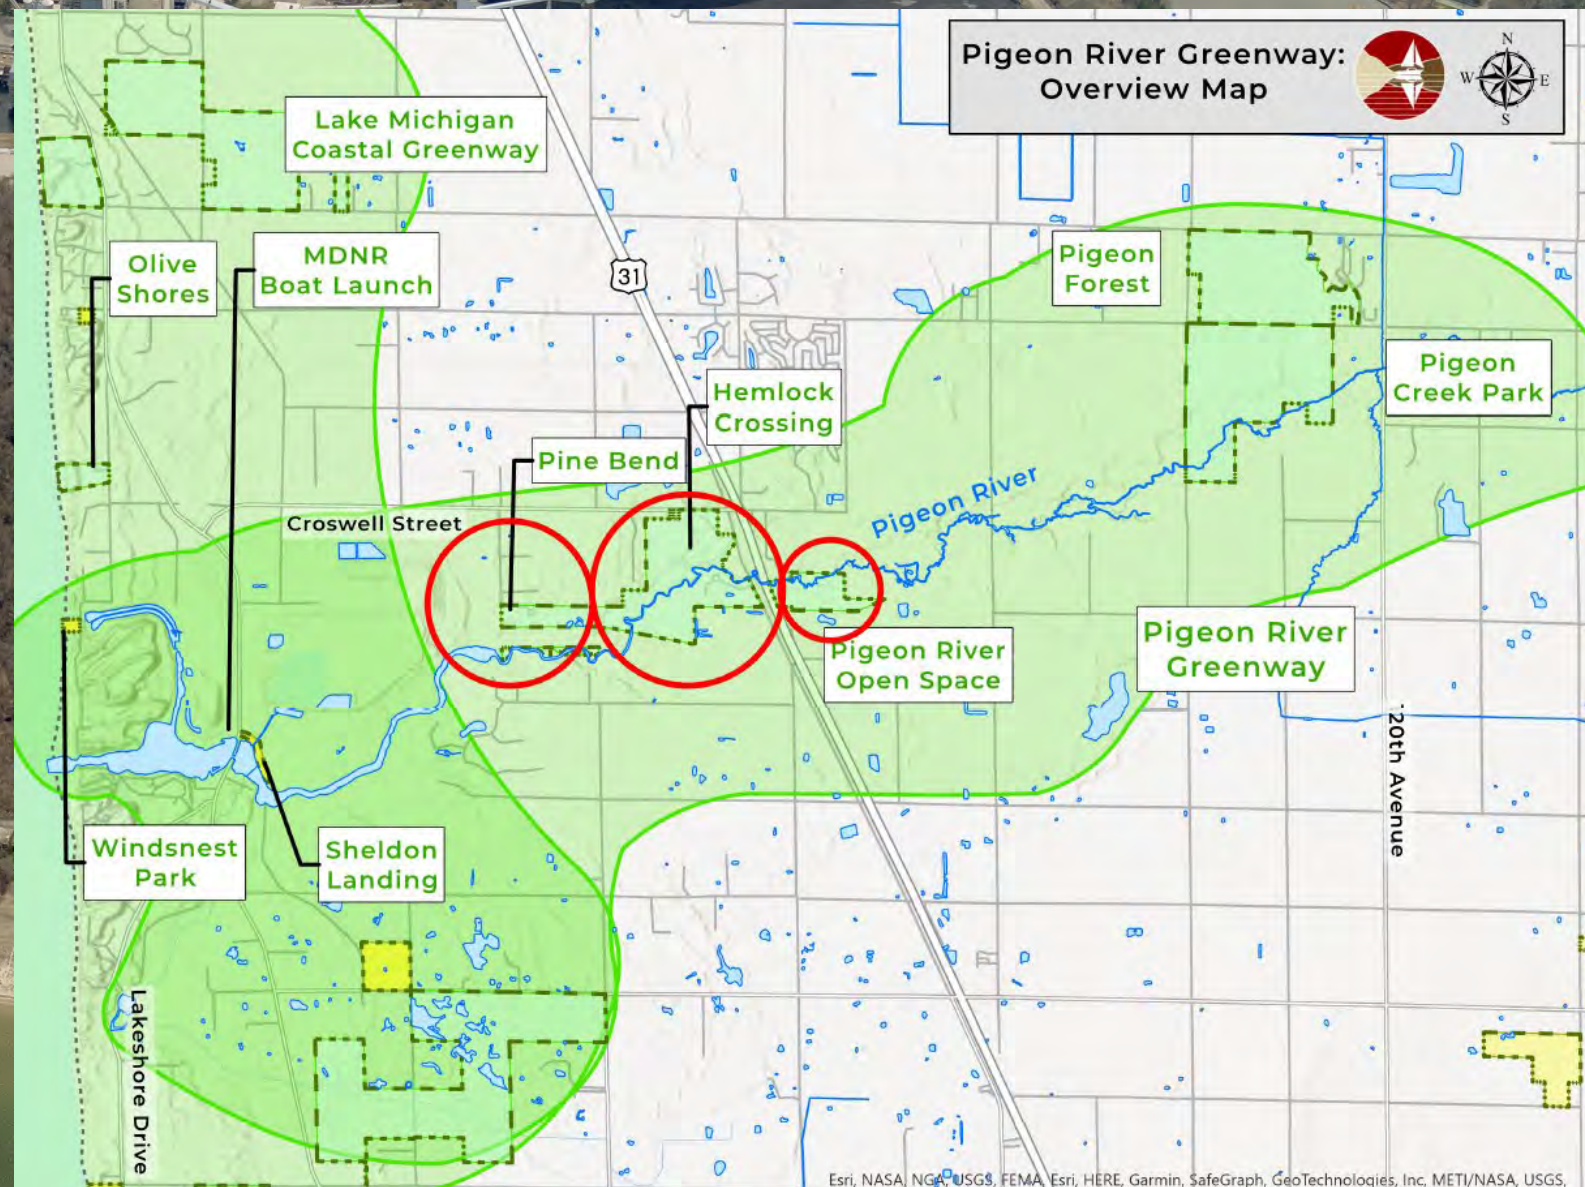 Pigeon River Greenway:
Overview Map
N
W
E
S
Lake Michigan
Coastal Greenway
Olive
Shores
MDNR
Boat Launch
31
Pigeon
Forest
Pigeon
Creek Park
Hemlock
Crossing
Pine Bend
Pigeon River
Croswell Street
Pigeon River
Open Space
Pigeon River
Greenway
120th Avenue
Windsnest
Park
Sheldon
Landing
Lakeshore Drive
Esri, NASA, NGA, USGS, FEMA, Esri, HERE, Garmin, SafeGraph, GeoTechnologies, Inc, METI/NASA, USGS,